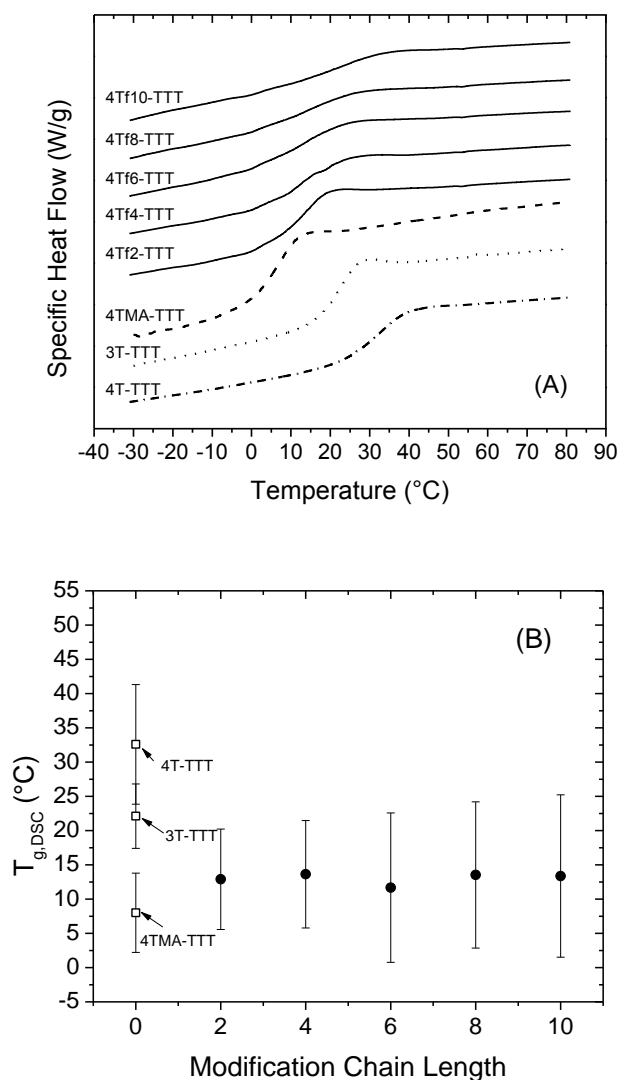 Specific Heat Flow (W/g)
4Tf10-TTT
4Tf8-TTT
4Tf6-TTT
4Tf4-TTT
4Tf2-TTT
4TMA-TTT
3T-TTT
4T-TTT
(A)
-40 -30 -20 -10 0 10 20 30 40 50 60 70 80 90
Temperature (°C)
(B)
Tg,DSC (°C)
55
50
45
40
35
30
25
20
15
10
5
0
-5
4T-TTT
3T-TTT
4TMA-TTT
0 2 4 6 8 10
Modification Chain Length